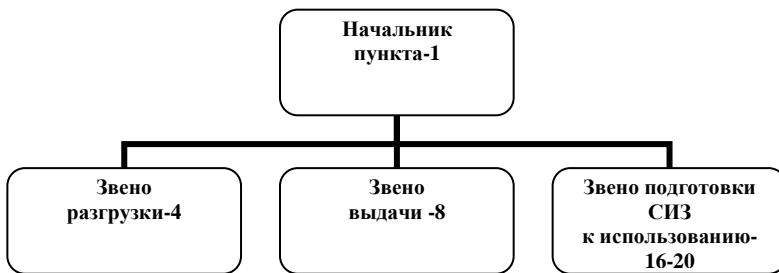 Начальник
пункта-1
Звено
разгрузки-4
Звено
выдачи -8
Звено подготовки
СИЗ
к использованию-
16-20